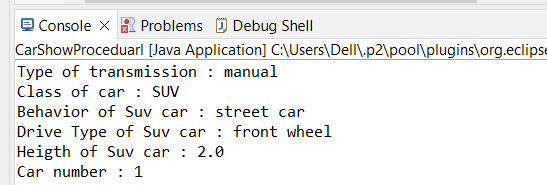 Console Problems Debug Shell
CarShowProceduarl [Java Application] C:\Users\Dell\.p2\pool\plugins\org.eclipse
Type of transmission : manual
Class of car : SUV
Behavior of Suv car : street car
Drive Type of Suv car : front wheel
Heigth of Suv car : 2.0
Car number : 1